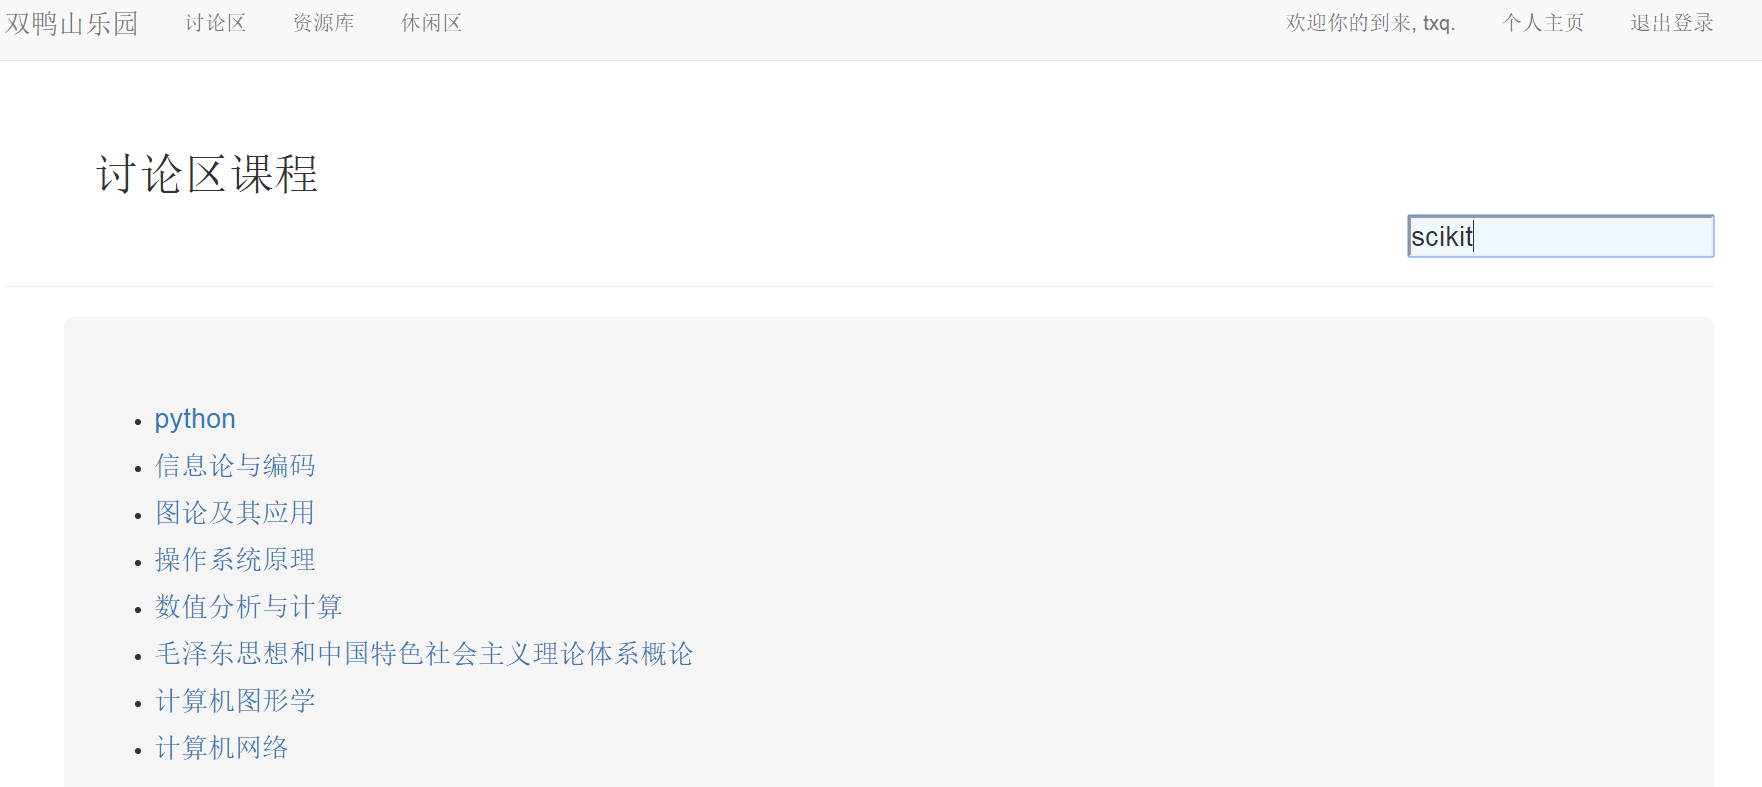 双鸭山乐园 讨论区 资源库 休闲区 欢迎你的到来, txq. 个人主页 退出登录
讨论区课程
scikit
python
信息论与编码
图论及其应用
操作系统原理
数值分析与计算
毛泽东思想和中国特色社会主义理论体系概论
计算机图形学
计算机网络